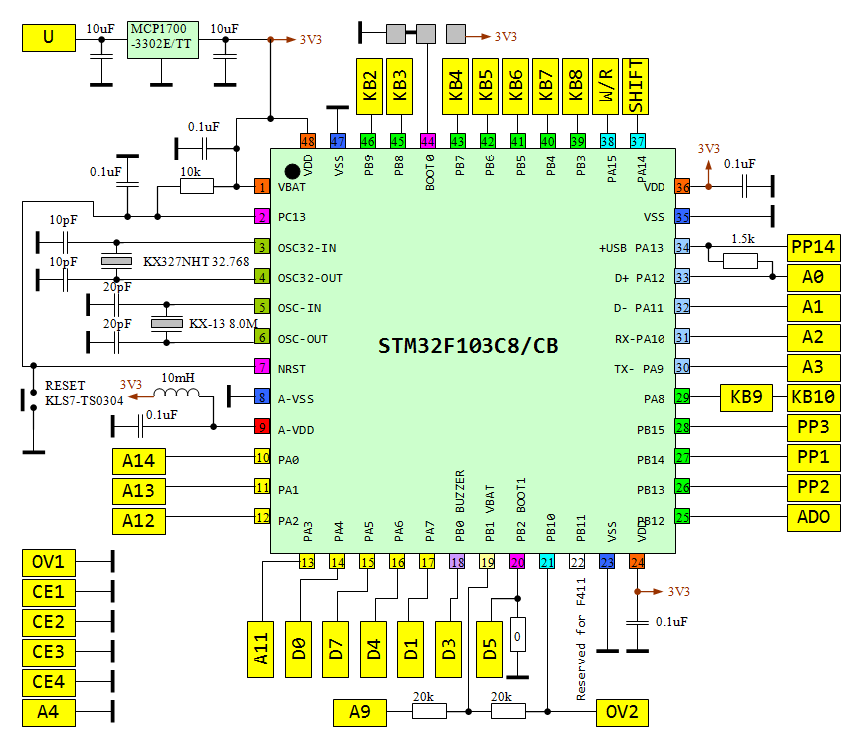 U
10uF
MCP1700
-3302E/TT
10uF
3V3
3V3
KB2
KB3
KB4
KB5
KB6
KB7
KB8
W/R
SHIFT
0.1uF
48
47
46
45
44
43
42
41
40
39
38
37
VDD
VSS
PB9
PB8
BOOT0
PB7
PB6
PB5
PB4
PB3
PA15
PA14
3V3
0.1uF
0.1uF
10k
1
VBAT
VDD
36
2
PC13
VSS
35
10pF
3
OSC32-IN
+USB PA13
34
1.5k
PP14
KX327NHT 32.768
10pF
4
OSC32-OUT
D+ PA12
33
A0
20pF
5
OSC-IN
D- PA11
32
A1
KX-13 8.0M
20pF
6
OSC-OUT
RX-PA10
31
A2
STM32F103C8/CB
7
NRST
TX- PA9
30
A3
RESET
KLS7-TS0304
3V3
10mH
8
A-VSS
PA8
29
KB9
KB10
0.1uF
9
A-VDD
PB15
28
PP3
A14
10
PA0
PB14
27
PP1
A13
11
PA1
PB13
26
PP2
A12
12
PA2
PB12
25
ADO
PA3
PA4
PA5
PA6
PA7
PB0 BUZZER
PB1 VBAT
PB2 BOOT1
PB10
PB11
VSS
VDD
13
14
15
16
17
18
19
20
21
22
23
24
OV1
CE1
CE2
CE3
CE4
A4
A11
D0
D7
D4
D1
D3
D5
0
Reserved for F411
3V3
0.1uF
A9
20k
20k
OV2